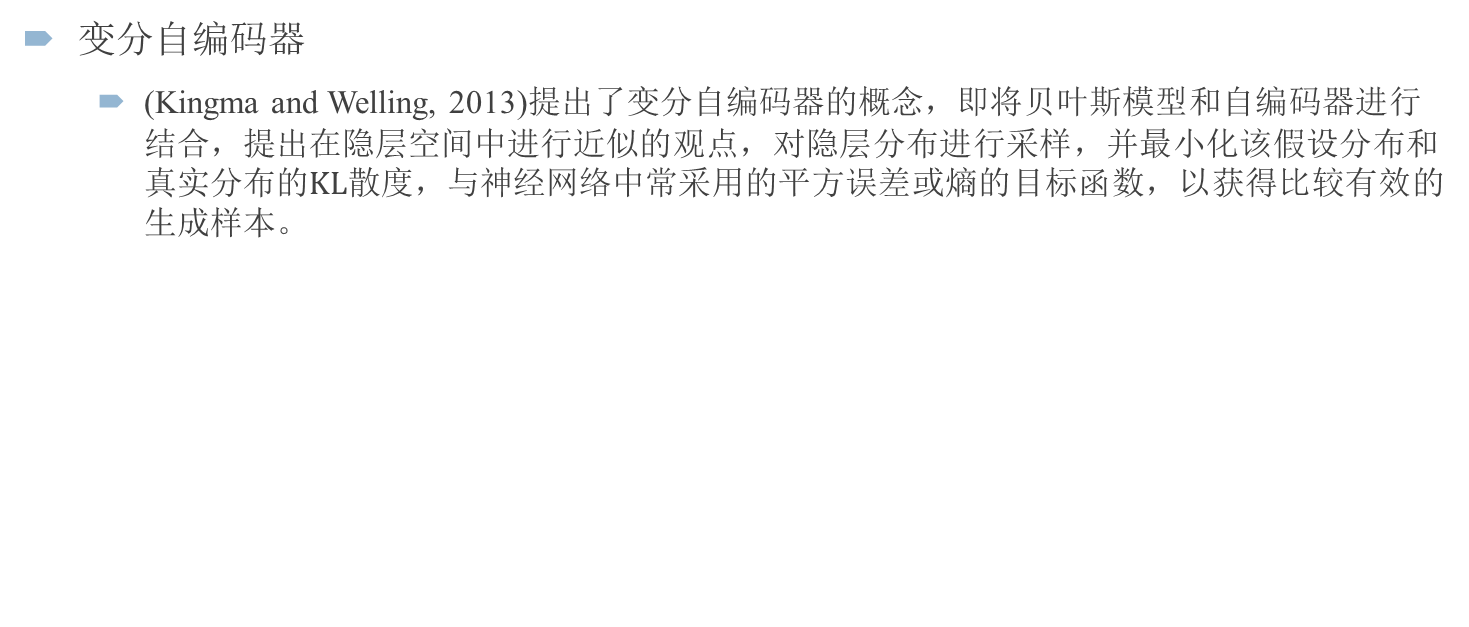 变分自编码器
(Kingma and Welling, 2013)提出了变分自编码器的概念，即将贝叶斯模型和自编码器进行
结合，提出在隐层空间中进行近似的观点，对隐层分布进行采样，并最小化该假设分布和
真实分布的KL散度，与神经网络中常采用的平方误差或熵的目标函数，以获得比较有效的
生成样本。